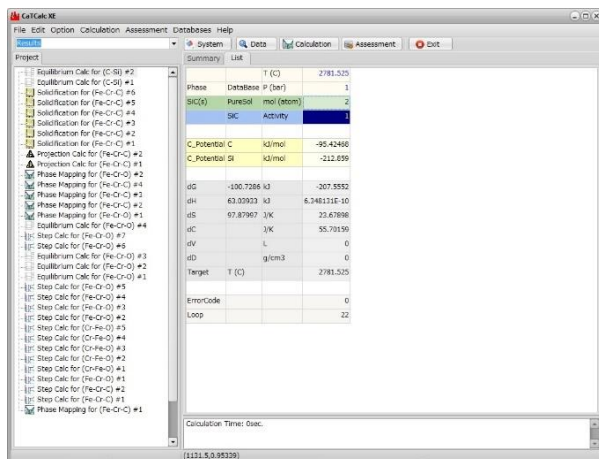 CaTCalc XE
File Edit Option Calculation Assessment Databases Help
Results System Data Calculation Assessment Exit
Project Summary List
Equilibrium Calc for (C-Si) #2
Equilibrium Calc for (C-Si) #1
Solidification for (Fe-Cr-C) #6
Solidification for (Fe-Cr-C) #5
Solidification for (Fe-Cr-C) #4
Solidification for (Fe-Cr-C) #3
Solidification for (Fe-Cr-C) #2
Solidification for (Fe-Cr-C) #1
Projection Calc for (Fe-Cr-C) #2
Projection Calc for (Fe-Cr-C) #1
Phase Mapping for (Fe-Cr-O) #2
Phase Mapping for (Fe-Cr-C) #4
Phase Mapping for (Fe-Cr-C) #3
Phase Mapping for (Fe-Cr-C) #2
Phase Mapping for (Fe-Cr-O) #1
Equilibrium Calc for (Fe-Cr-O) #4
Step Calc for (Fe-Cr-O) #7
Step Calc for (Fe-Cr-O) #6
Equilibrium Calc for (Fe-Cr-O) #3
Equilibrium Calc for (Fe-Cr-O) #2
Equilibrium Calc for (Fe-Cr-O) #1
Step Calc for (Fe-Cr-O) #5
Step Calc for (Fe-Cr-O) #4
Step Calc for (Fe-Cr-O) #3
Step Calc for (Fe-Cr-O) #2
Step Calc for (Cr-Fe-O) #5
Step Calc for (Cr-Fe-O) #4
Step Calc for (Cr-Fe-O) #3
Step Calc for (Cr-Fe-O) #2
Step Calc for (Cr-Fe-O) #1
Step Calc for (Fe-Cr-O) #1
Step Calc for (Fe-Cr-C) #2
Step Calc for (Fe-Cr-C) #1
Phase Mapping for (Fe-Cr-C) #1
T (C) 2781.525
Phase DataBase P (bar) 1
SiC(s) PureSol mol (atom) 2
SiC Activity 1
C_Potential C kJ/mol -95.42468
C_Potential Si kJ/mol -212.859
dG -100.7286 kJ -207.5552
dH 63.03933 kJ 6.348131E-10
dS 97.87997 J/K 23.67898
dC J/K 55.70159
dV L 0
dD g/cm3 0
Target T (C) 2781.525
ErrorCode 0
Loop 22
Calculation Time: 0sec.
(1131.5,0.95339)